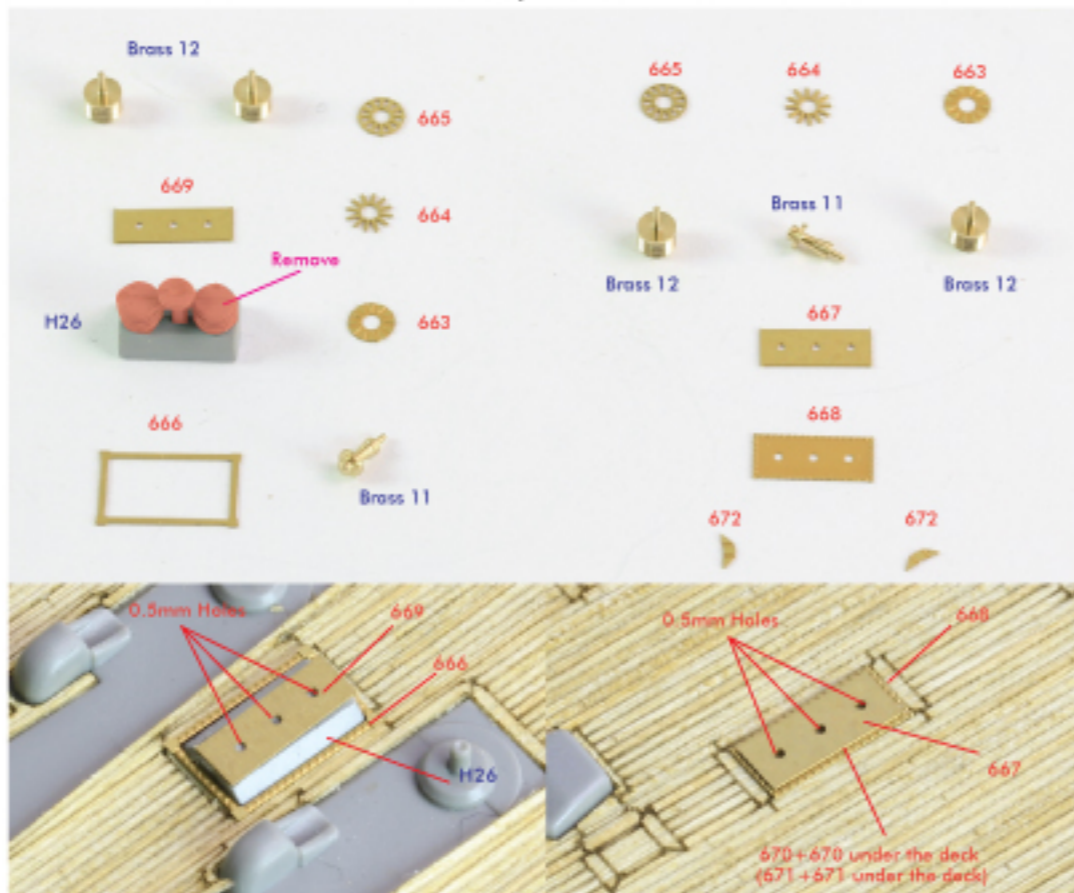 Brass 12
665
669
664
Remove
H26
663
666
Brass 11
665
664
663
Brass 11
Brass 12
Brass 12
667
668
672
672
0.5mm Holes
669
666
H26
0.5mm Holes
668
667
670+670 under the deck
(671+671 under the deck)